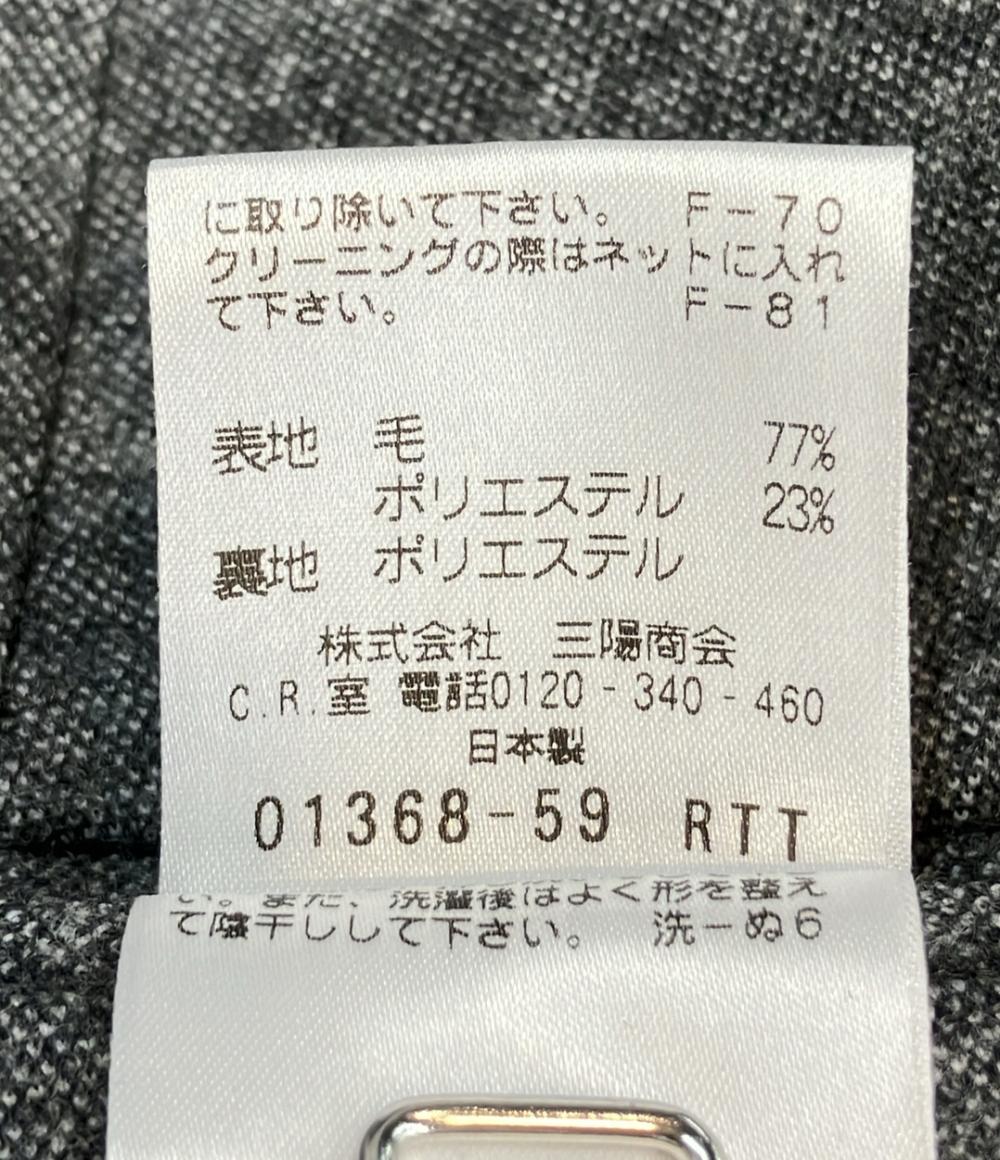 に取り除いて下さい。 F-70
クリーニングの際はネットに入れ
て下さい。 F-81
表地 毛 77%
ポリエステル 23%
裏地 ポリエステル
株式会社 三陽商会
C.R.室 電話0120-340-460
日本製
01368-59 RTT
い。また、洗濯後はよく形を整え
て陰干しして下さい。 洗-ぬ6